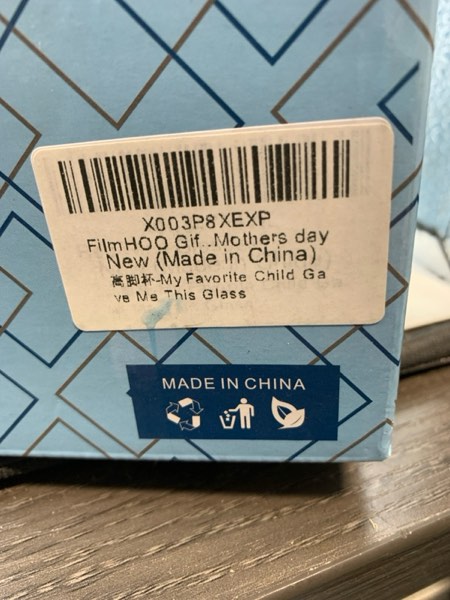 X003P8XEXP
FilmHOO Gif...Mothers day
New (Made in China)
高脚杯-My Favorite Child Ga
ve Me This Glass
MADE IN CHINA